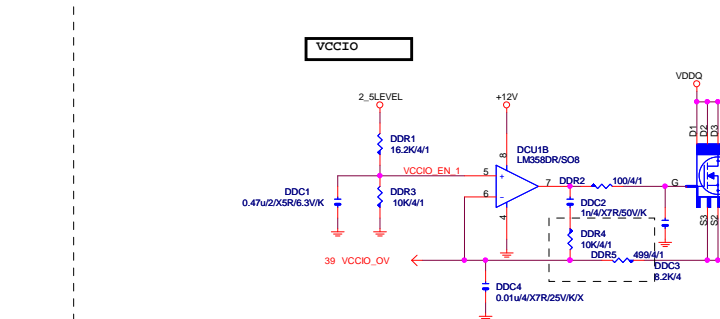 VCCIO
VDDQ
2_5LEVEL
+12V
D1
D2
D3
DDR1
16.2K/4/1
8
DCU1B
LM358DR/SO8
VCCIO_EN_1
5
+
7
DDR2
100/4/1
G
DDC1
0.47u/2/X5R/6.3V/K
DDR3
10K/4/1
6
-
4
DDC2
1n/4/X7R/50V/K
S3
S2
DDR4
10K/4/1
39 VCCIO_OV
DDR5
499/4/1
DDC3
8.2K/4
DDC4
0.01u/4/X7R/25V/K/X